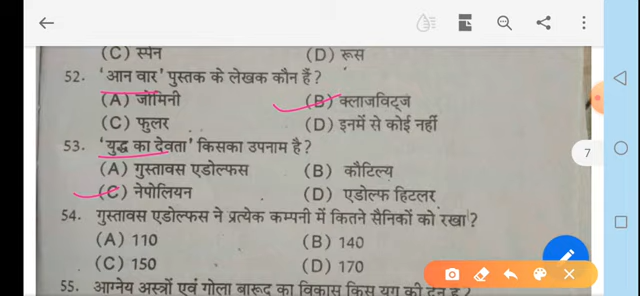 (C) स्पेन (D) रूस
52. 'आन वार' पुस्तक के लेखक कौन हैं?
(A) जोमिनी (B) क्लाजविट्ज
(C) फुलर (D) इनमें से कोई नहीं
53. 'युद्ध का देवता' किसका उपनाम है?
(A) गुस्तावस एडोल्फस (B) कौटिल्य
(C) नेपोलियन (D) एडोल्फ हिटलर
54. गुस्तावस एडोल्फस ने प्रत्येक कम्पनी में कितने सैनिकों को रखा?
(A) 110 (B) 140
(C) 150 (D) 170
55. आग्नेय अस्त्रों एवं गोला बारूद का विकास किस युग की देन है?
7